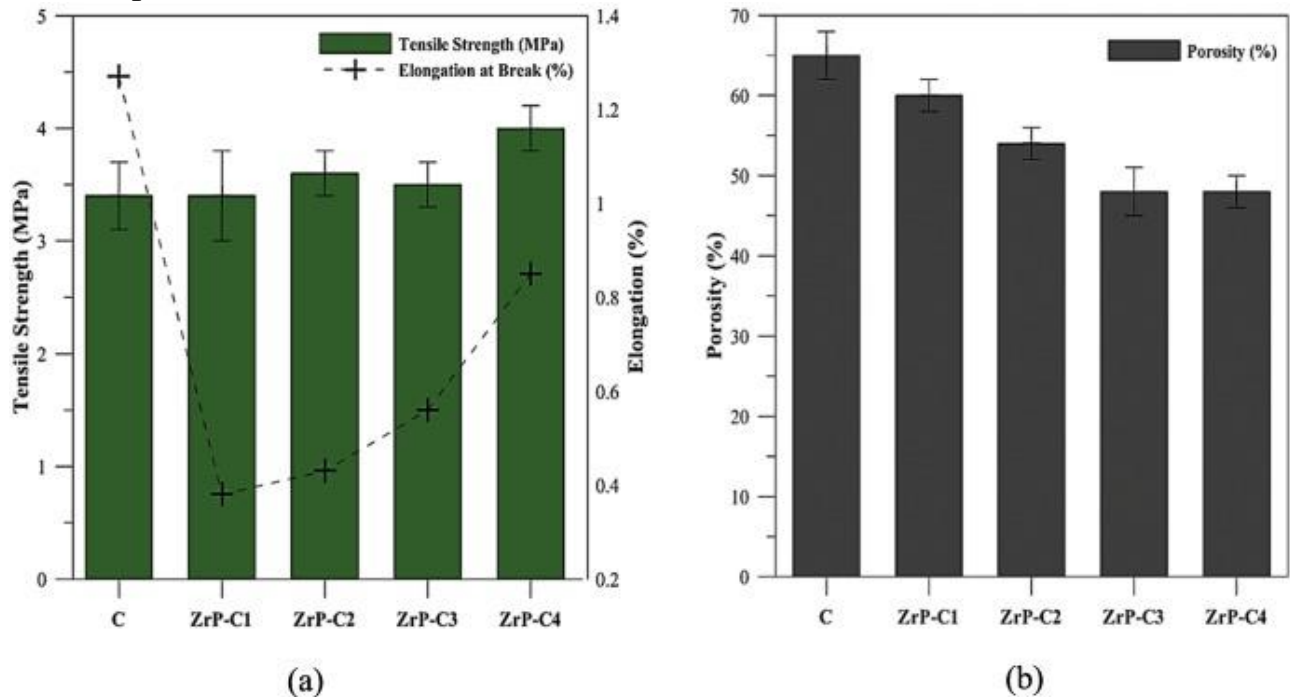 5
4
3
2
1
0
Tensile Strength (MPa)
Tensile Strength (MPa)
Elongation at Break (%)
1.4
1.2
1
0.8
0.6
0.4
0.2
Elongation (%)
C ZrP-C1 ZrP-C2 ZrP-C3 ZrP-C4
(a)
70
60
50
40
30
20
10
0
Porosity (%)
Porosity (%)
C ZrP-C1 ZrP-C2 ZrP-C3 ZrP-C4
(b)